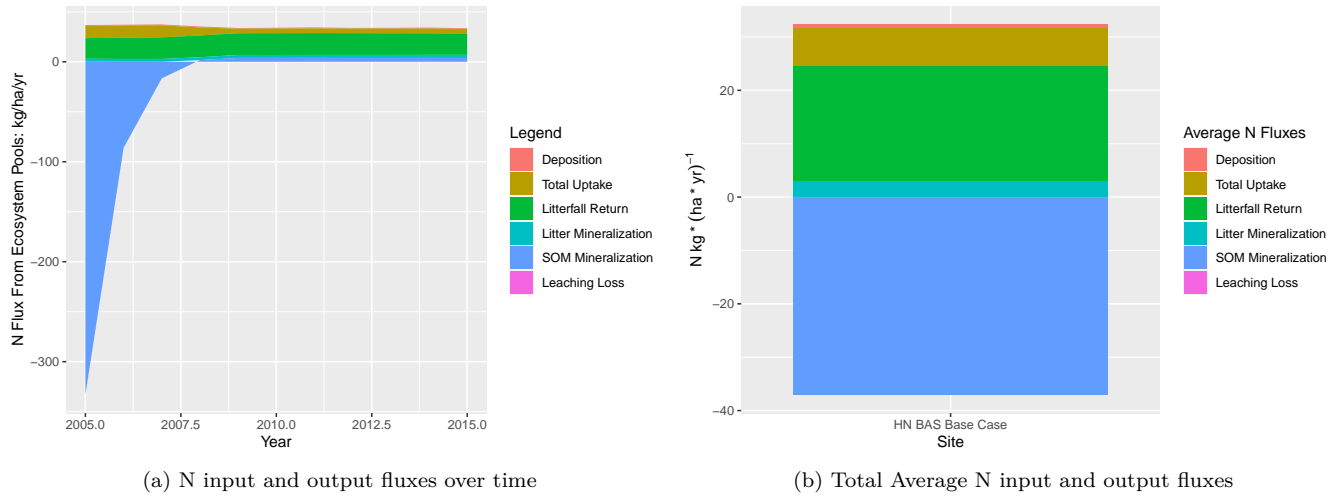 0
−100
−200
−300
N Flux From Ecosystem Pools: kg/ha/yr
2005.0 2007.5 2010.0 2012.5 2015.0
Year
Legend
Deposition
Total Uptake
Litterfall Return
Litter Mineralization
SOM Mineralization
Leaching Loss
(a) N input and output fluxes over time
20
0
−20
−40
N kg * (ha * yr)⁻¹
HN BAS Base Case
Site
Average N Fluxes
Deposition
Total Uptake
Litterfall Return
Litter Mineralization
SOM Mineralization
Leaching Loss
(b) Total Average N input and output fluxes